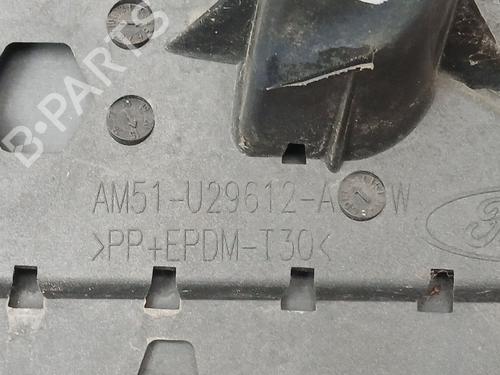 B-PARTS
AM51-U29612-A W
>PP+EPDM-T30<